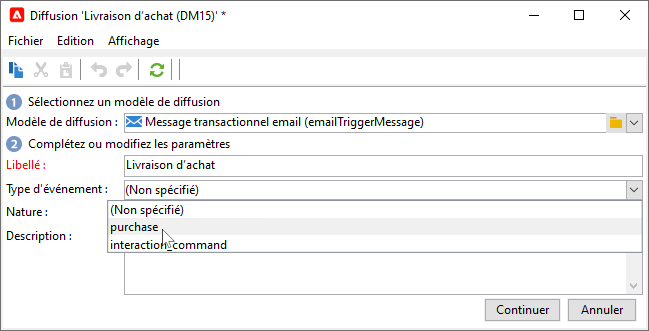 Diffusion 'Livraison d'achat (DM15)' *
Fichier Edition Affichage
1 Sélectionnez un modèle de diffusion
Modèle de diffusion : Message transactionnel email (emailTriggerMessage)
2 Complétez ou modifiez les paramètres
Libellé : Livraison d'achat
Type d'événement : (Non spécifié)
Nature : (Non spécifié)
purchase
Description :
interaction_command
Continuer Annuler